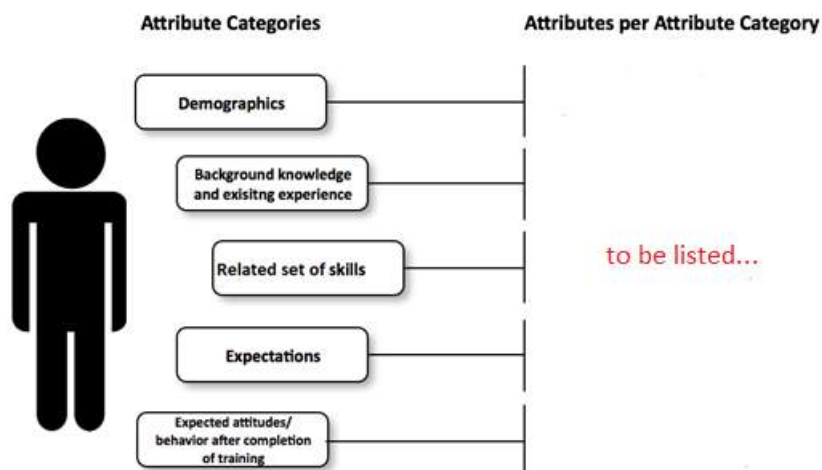 Attribute Categories
Attributes per Attribute Category
Demographics
Background knowledge
and exisitng experience
Related set of skills
to be listed...
Expectations
Expected attitudes/
behavior after completion
of training